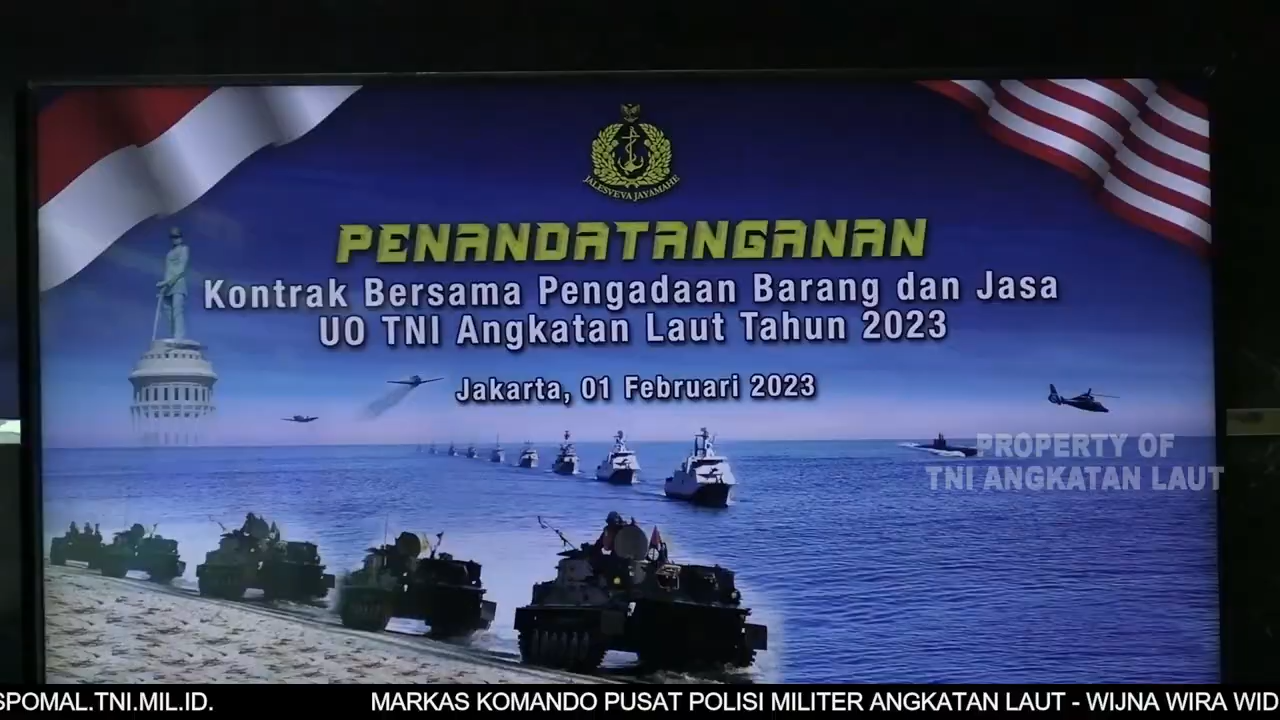 JALESVEVA JAYAMAHE
PENANDATANGANAN
Kontrak Bersama Pengadaan Barang dan Jasa
UO TNI Angkatan Laut Tahun 2023
Jakarta, 01 Februari 2023
PROPERTY OF
TNI ANGKATAN LAUT
SPOMAL.TNI.MIL.ID. MARKAS KOMANDO PUSAT POLISI MILITER ANGKATAN LAUT - WIJNA WIRA WID